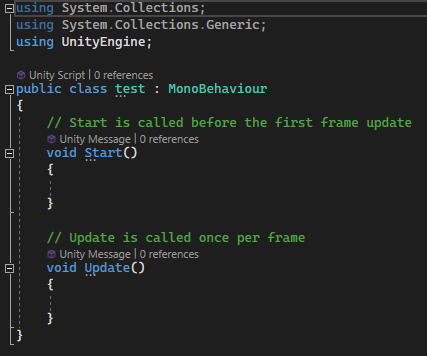 using System.Collections;
using System.Collections.Generic;
using UnityEngine;
Unity Script | 0 references
public class test : MonoBehaviour
{
// Start is called before the first frame update
Unity Message | 0 references
void Start()
{
}
// Update is called once per frame
Unity Message | 0 references
void Update()
{
}
}